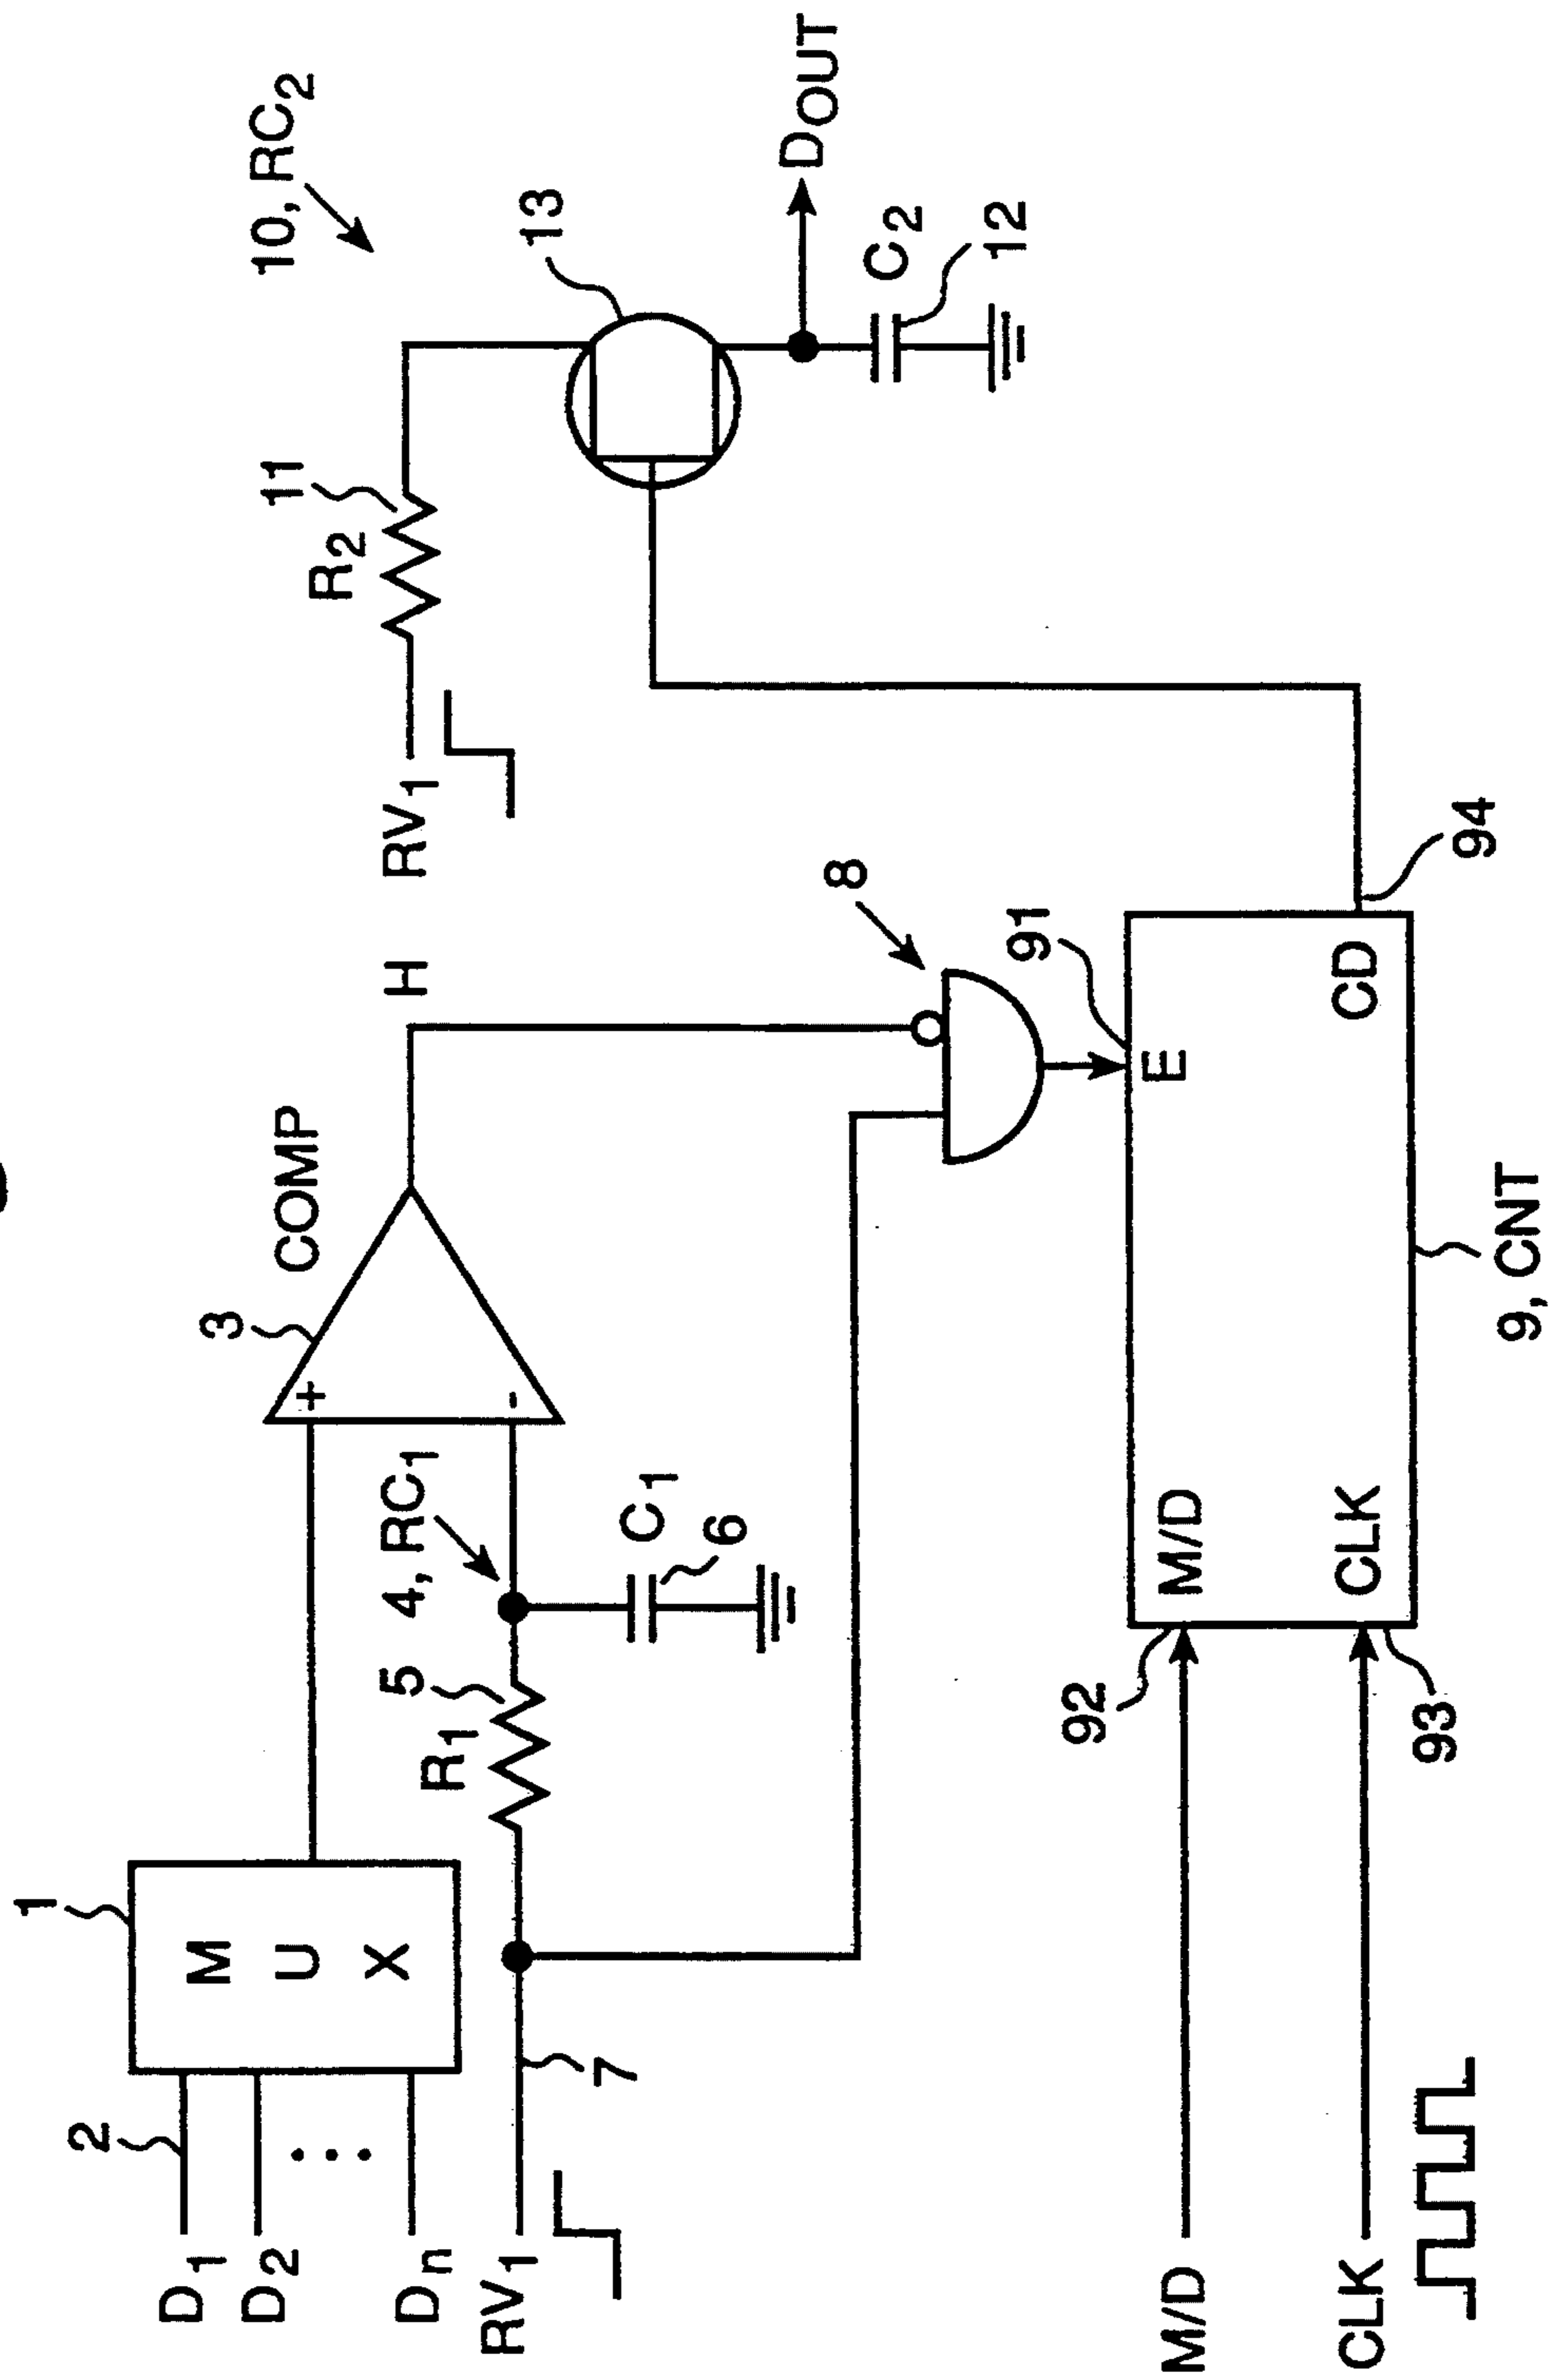 10, RC2
11
R2
RV1
13
DOUT
C2
12
H
COMP
3
+
-
1
M
U
X
2
D1
D2
...
Dn
RV1
7
5
R1
4, RC1
C1
6
8
91
E
M/D
CLK
CD
94
92
93
M/D
CLK
9, CNT